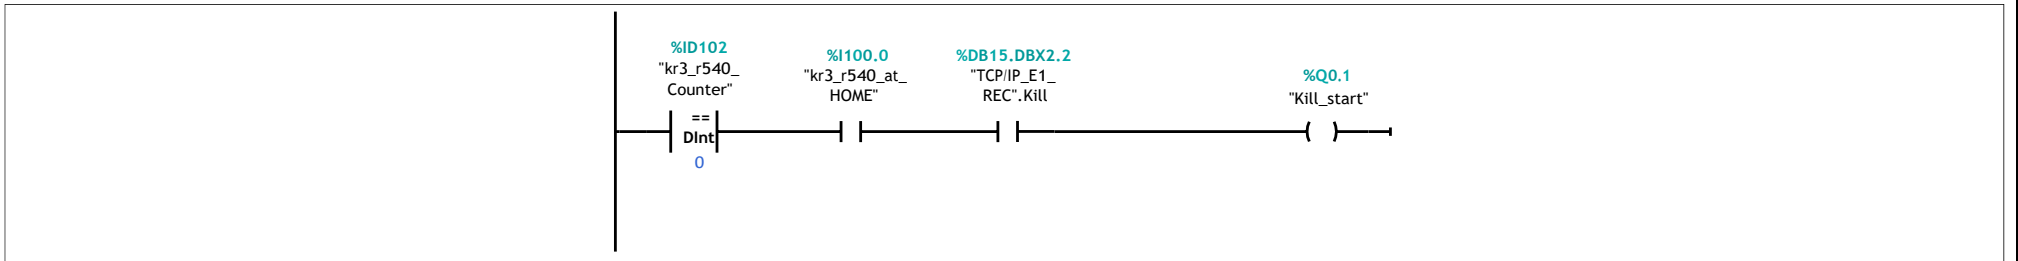 %ID102
"kr3_r540_
Counter"
==
DInt
0
%I100.0
"kr3_r540_at_
HOME"
%DB15.DBX2.2
"TCP/IP_E1_
REC".Kill
%Q0.1
"Kill_start"